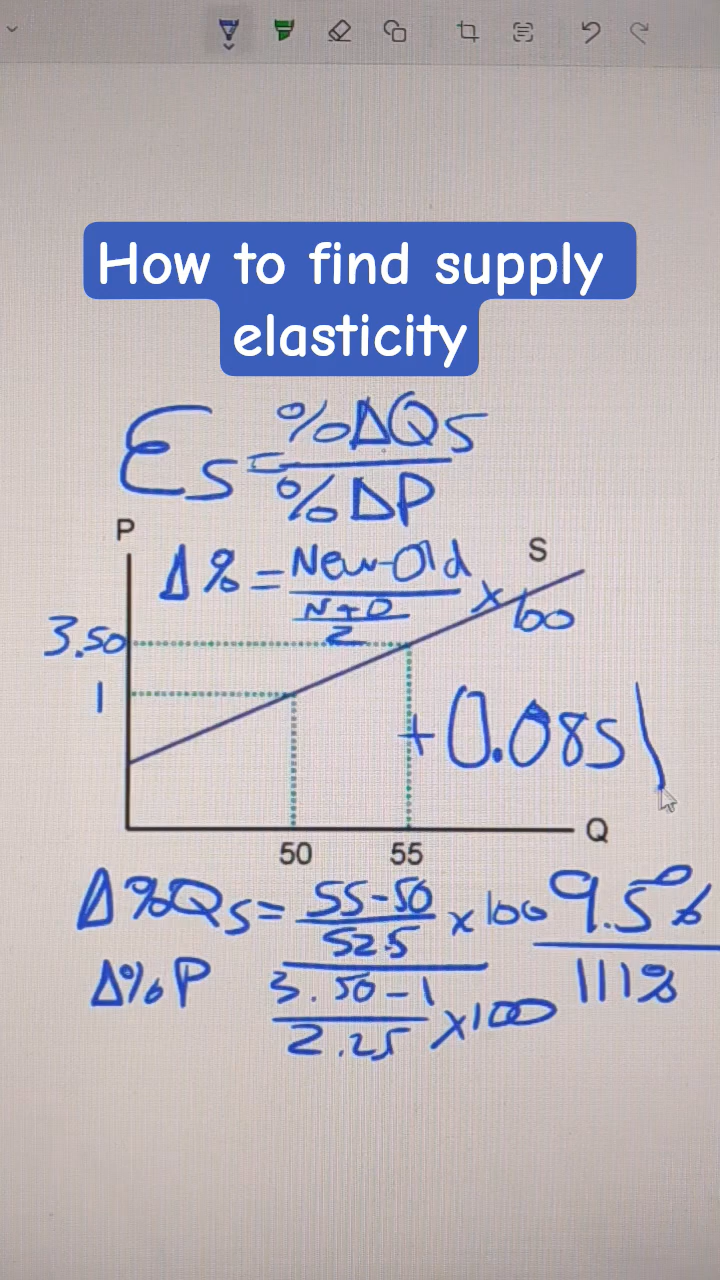 How to find supply
elasticity
Es = %ΔQs
%ΔP
P
Δ% = New-Old
N+O
2
x 100
S
3.50
1
+0.085
Q
50
55
Δ%Qs = 55-50
52.5
x100
9.5%
Δ%P
3.50-1
2.25
x100
111%